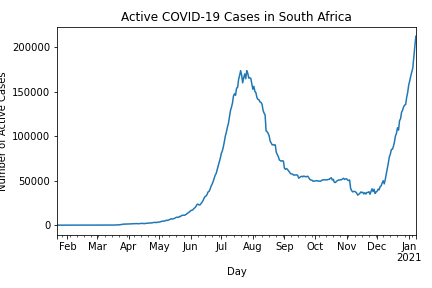 Active COVID-19 Cases in South Africa
Number of Active Cases
200000
150000
100000
50000
0
Feb Mar Apr May Jun Jul Aug Sep Oct Nov Dec Jan
2021
Day